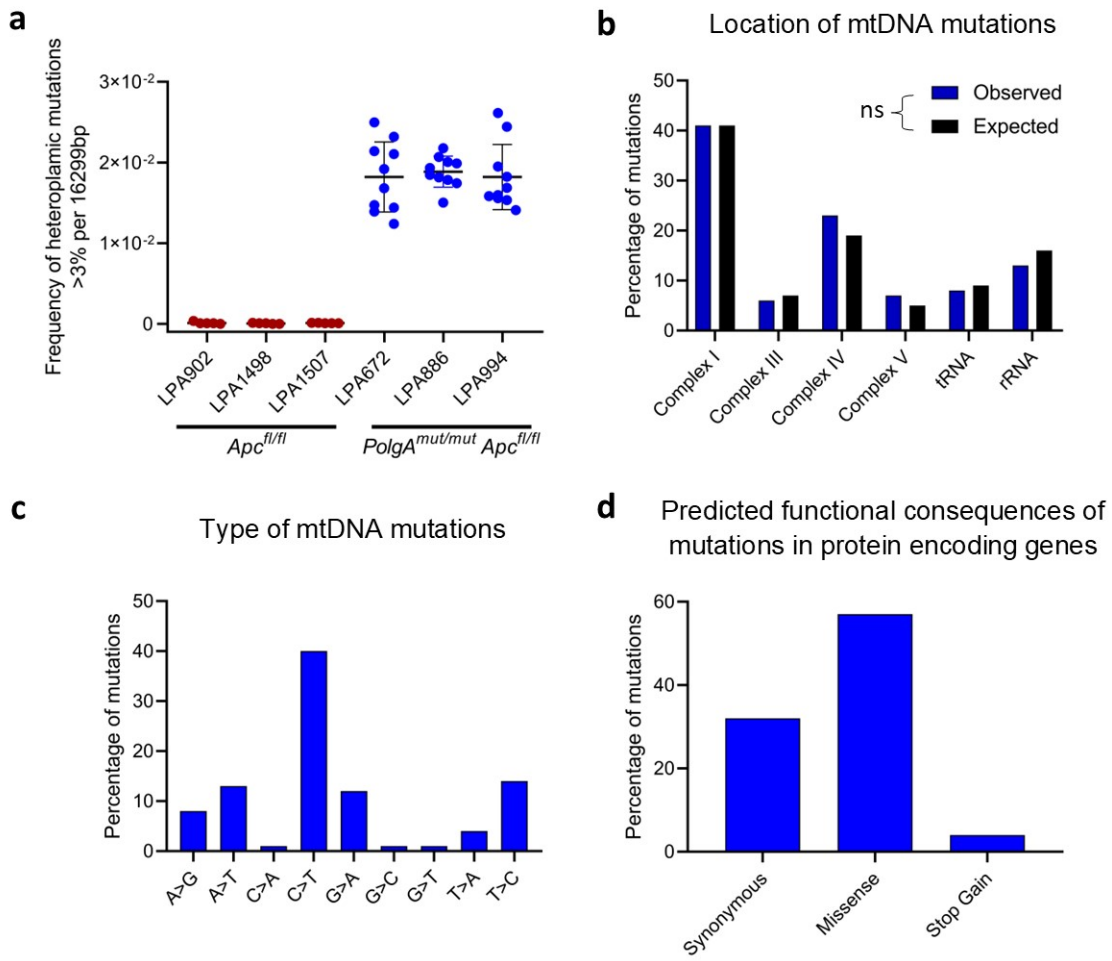 a
Frequency of heteroplamic mutations
>3% per 16299bp
3×10⁻²
2×10⁻²
1×10⁻²
0
LPA902
LPA1498
LPA1507
LPA672
LPA886
LPA994
Apc^fl/fl
PolgA^mut/mut Apc^fl/fl
b
Location of mtDNA mutations
Percentage of mutations
50
40
30
20
10
0
ns
Observed
Expected
Complex I
Complex III
Complex IV
Complex V
tRNA
rRNA
c
Type of mtDNA mutations
Percentage of mutations
50
40
30
20
10
0
A>G
A>T
C>A
C>T
G>A
G>C
G>T
T>A
T>C
d
Predicted functional consequences of
mutations in protein encoding genes
Percentage of mutations
60
40
20
0
Synonymous
Missense
Stop Gain